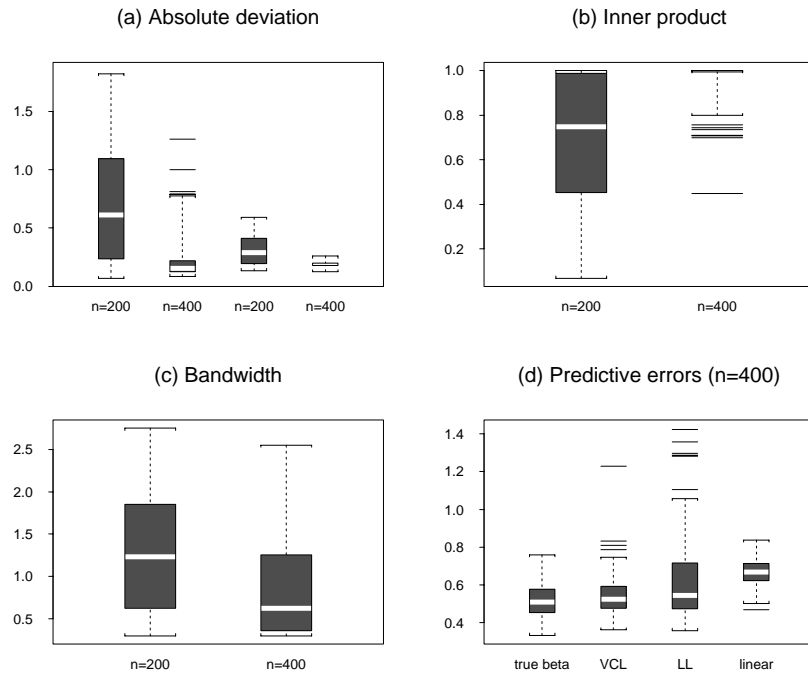 (a) Absolute deviation
(b) Inner product
1.5
1.0
0.5
0.0
n=200 n=400 n=200 n=400
1.0
0.8
0.6
0.4
0.2
n=200 n=400
(c) Bandwidth
(d) Predictive errors (n=400)
2.5
2.0
1.5
1.0
0.5
n=200 n=400
1.4
1.2
1.0
0.8
0.6
0.4
true beta VCL LL linear